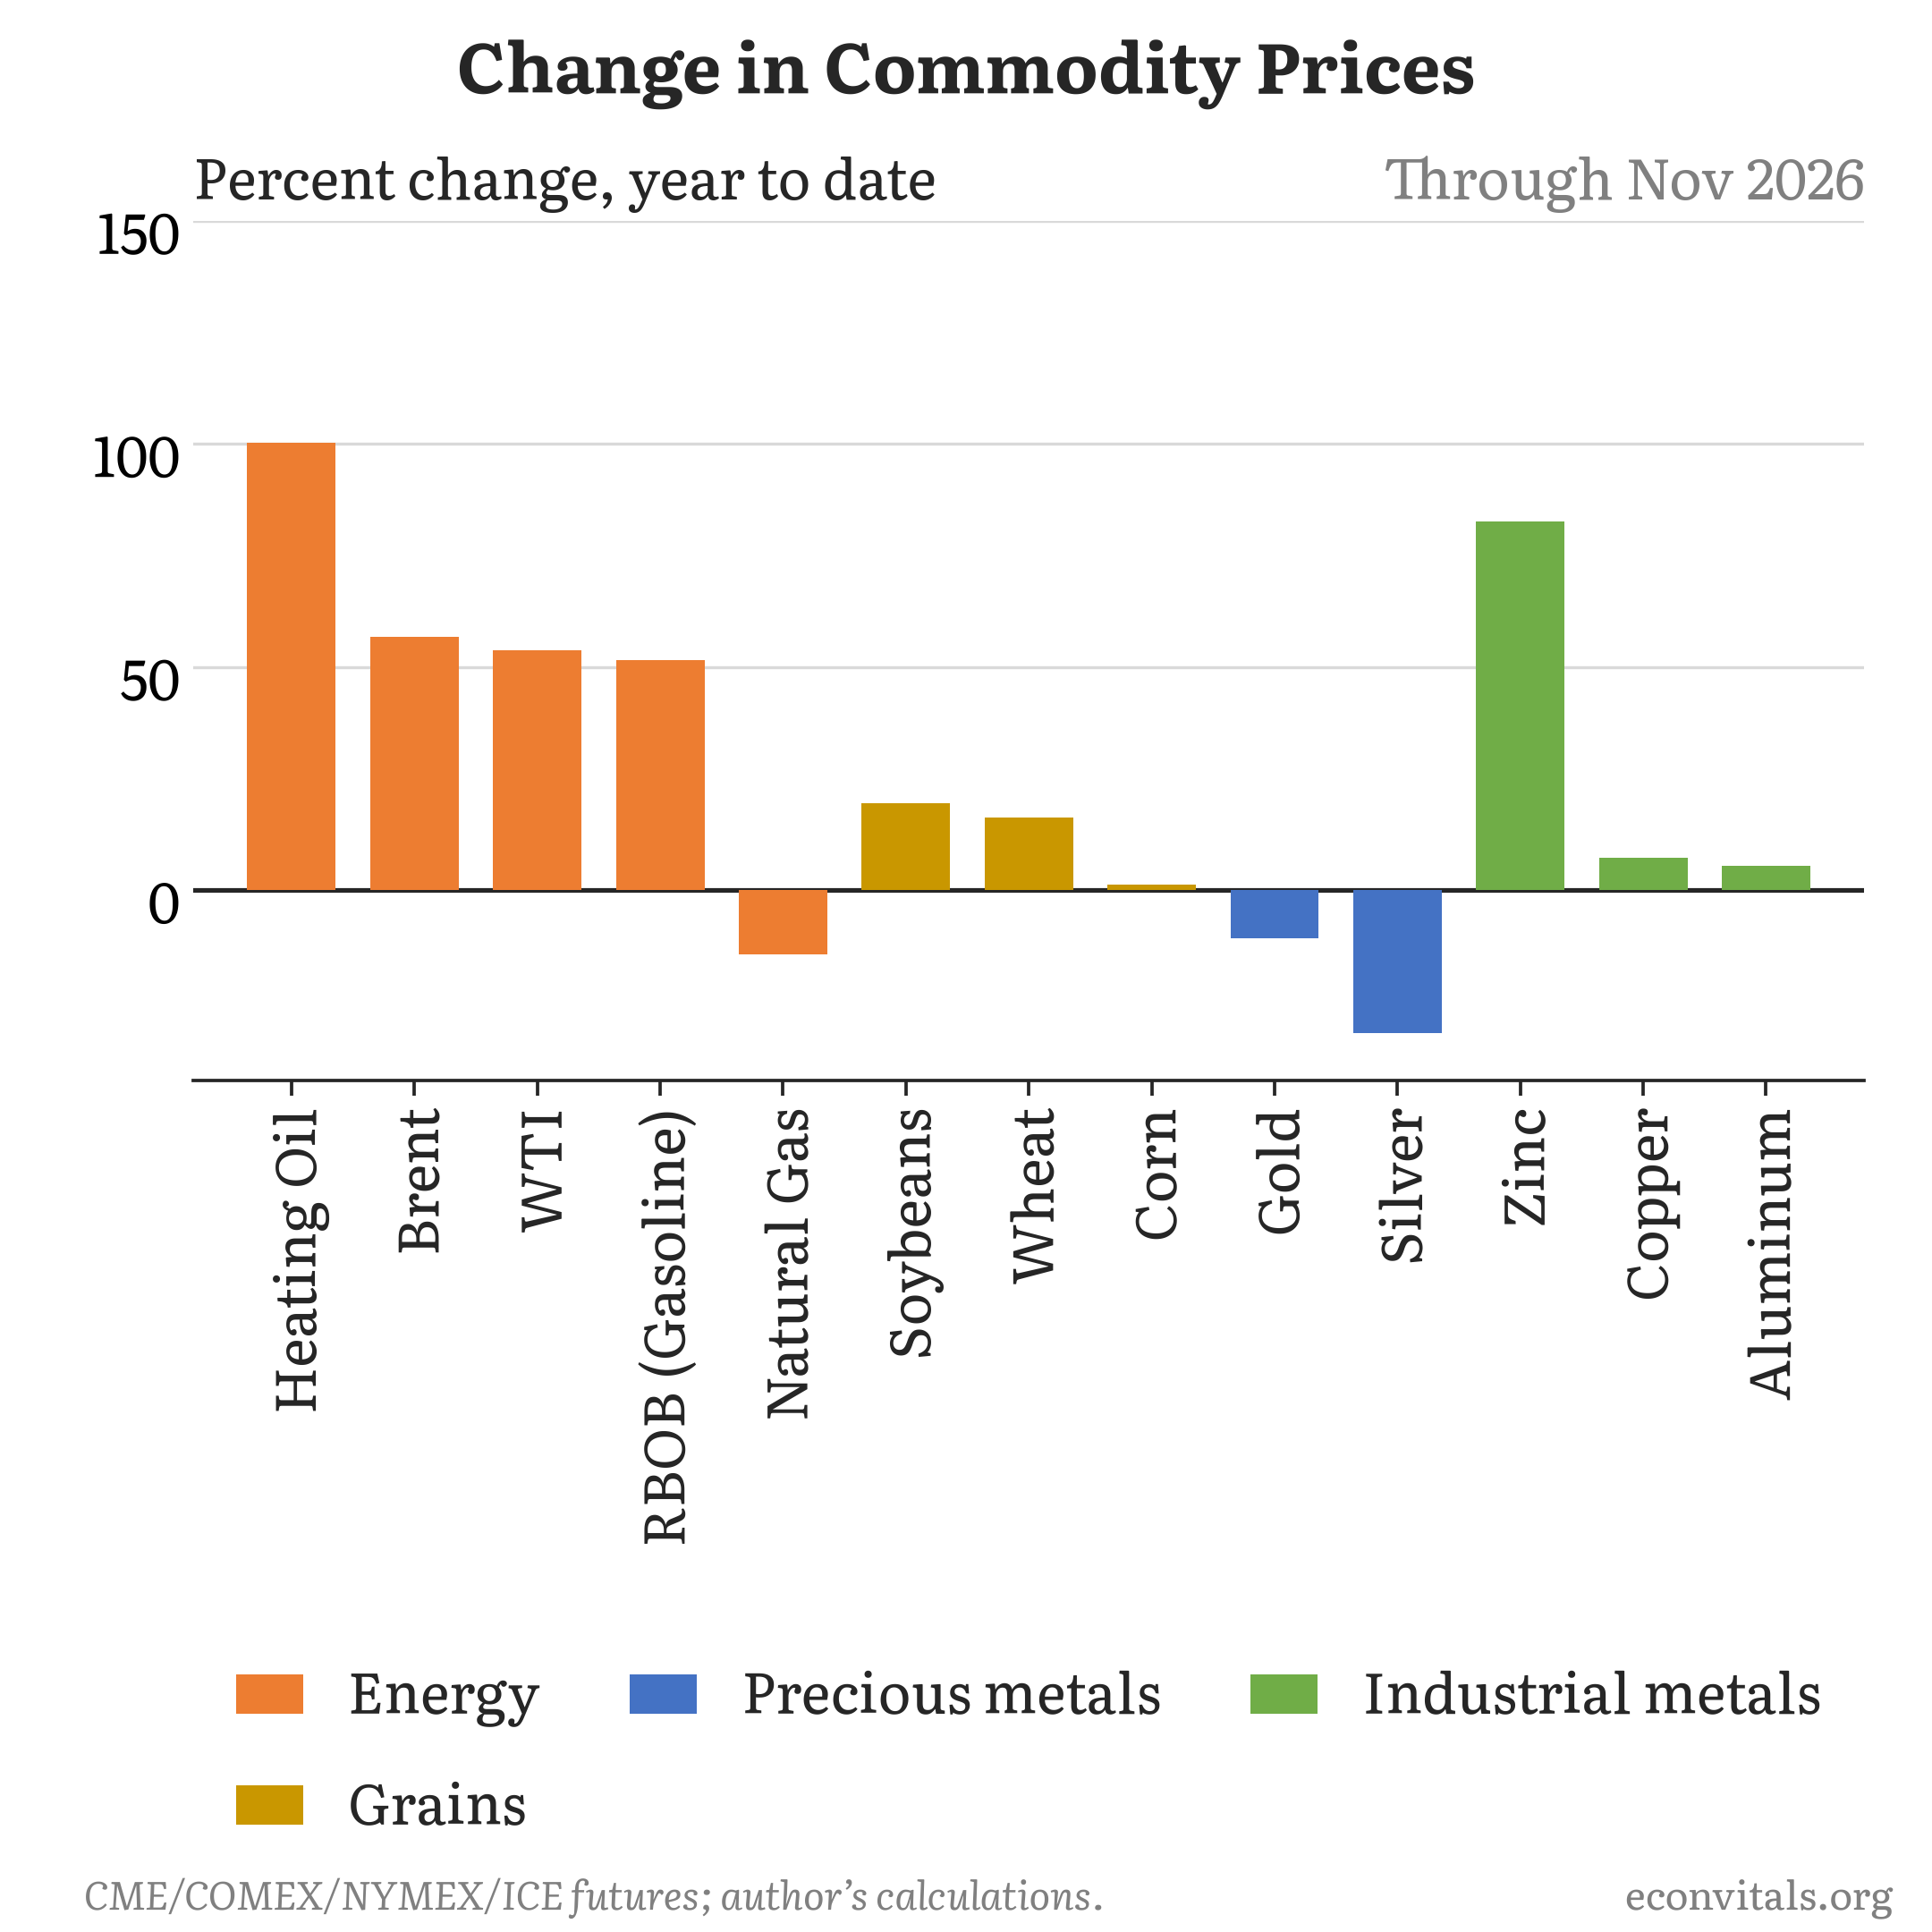 Change in Commodity Prices
Percent change, year to date
Through Nov 2026
150
100
50
0
Heating Oil
Brent
WTI
RBOB (Gasoline)
Natural Gas
Soybeans
Wheat
Corn
Gold
Silver
Zinc
Copper
Aluminum
Energy
Precious metals
Industrial metals
Grains
CME/COMEX/NYMEX/ICE futures; author’s calculations.
econvitals.org